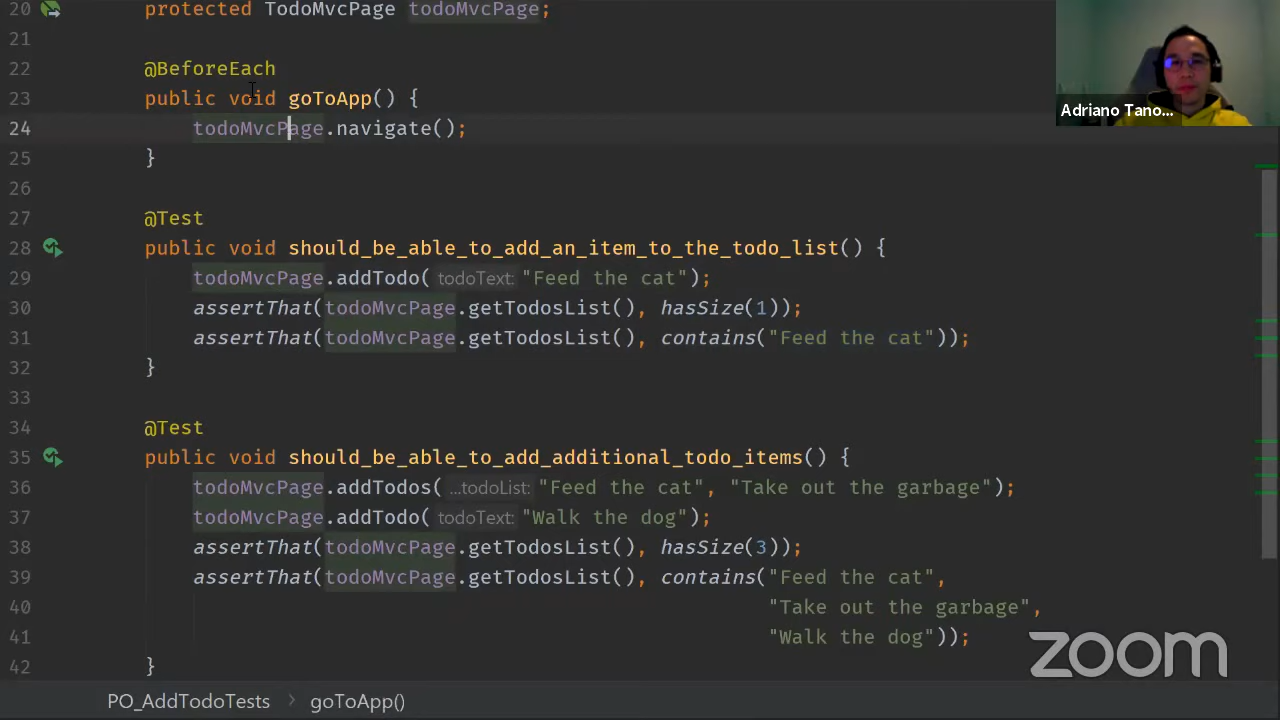 20 protected TodoMvcPage todoMvcPage;
21
22 @BeforeEach
23 public void goToApp() {
24 todoMvcPage.navigate();
25 }
26
27 @Test
28 public void should_be_able_to_add_an_item_to_the_todo_list() {
29 todoMvcPage.addTodo( todoText: "Feed the cat");
30 assertThat(todoMvcPage.getTodosList(), hasSize(1));
31 assertThat(todoMvcPage.getTodosList(), contains("Feed the cat"));
32 }
33
34 @Test
35 public void should_be_able_to_add_additional_todo_items() {
36 todoMvcPage.addTodos( ...todoList: "Feed the cat", "Take out the garbage");
37 todoMvcPage.addTodo( todoText: "Walk the dog");
38 assertThat(todoMvcPage.getTodosList(), hasSize(3));
39 assertThat(todoMvcPage.getTodosList(), contains("Feed the cat",
40 "Take out the garbage",
41 "Walk the dog"));
42 }
PO_AddTodoTests goToApp()
Adriano Tano...
zoom